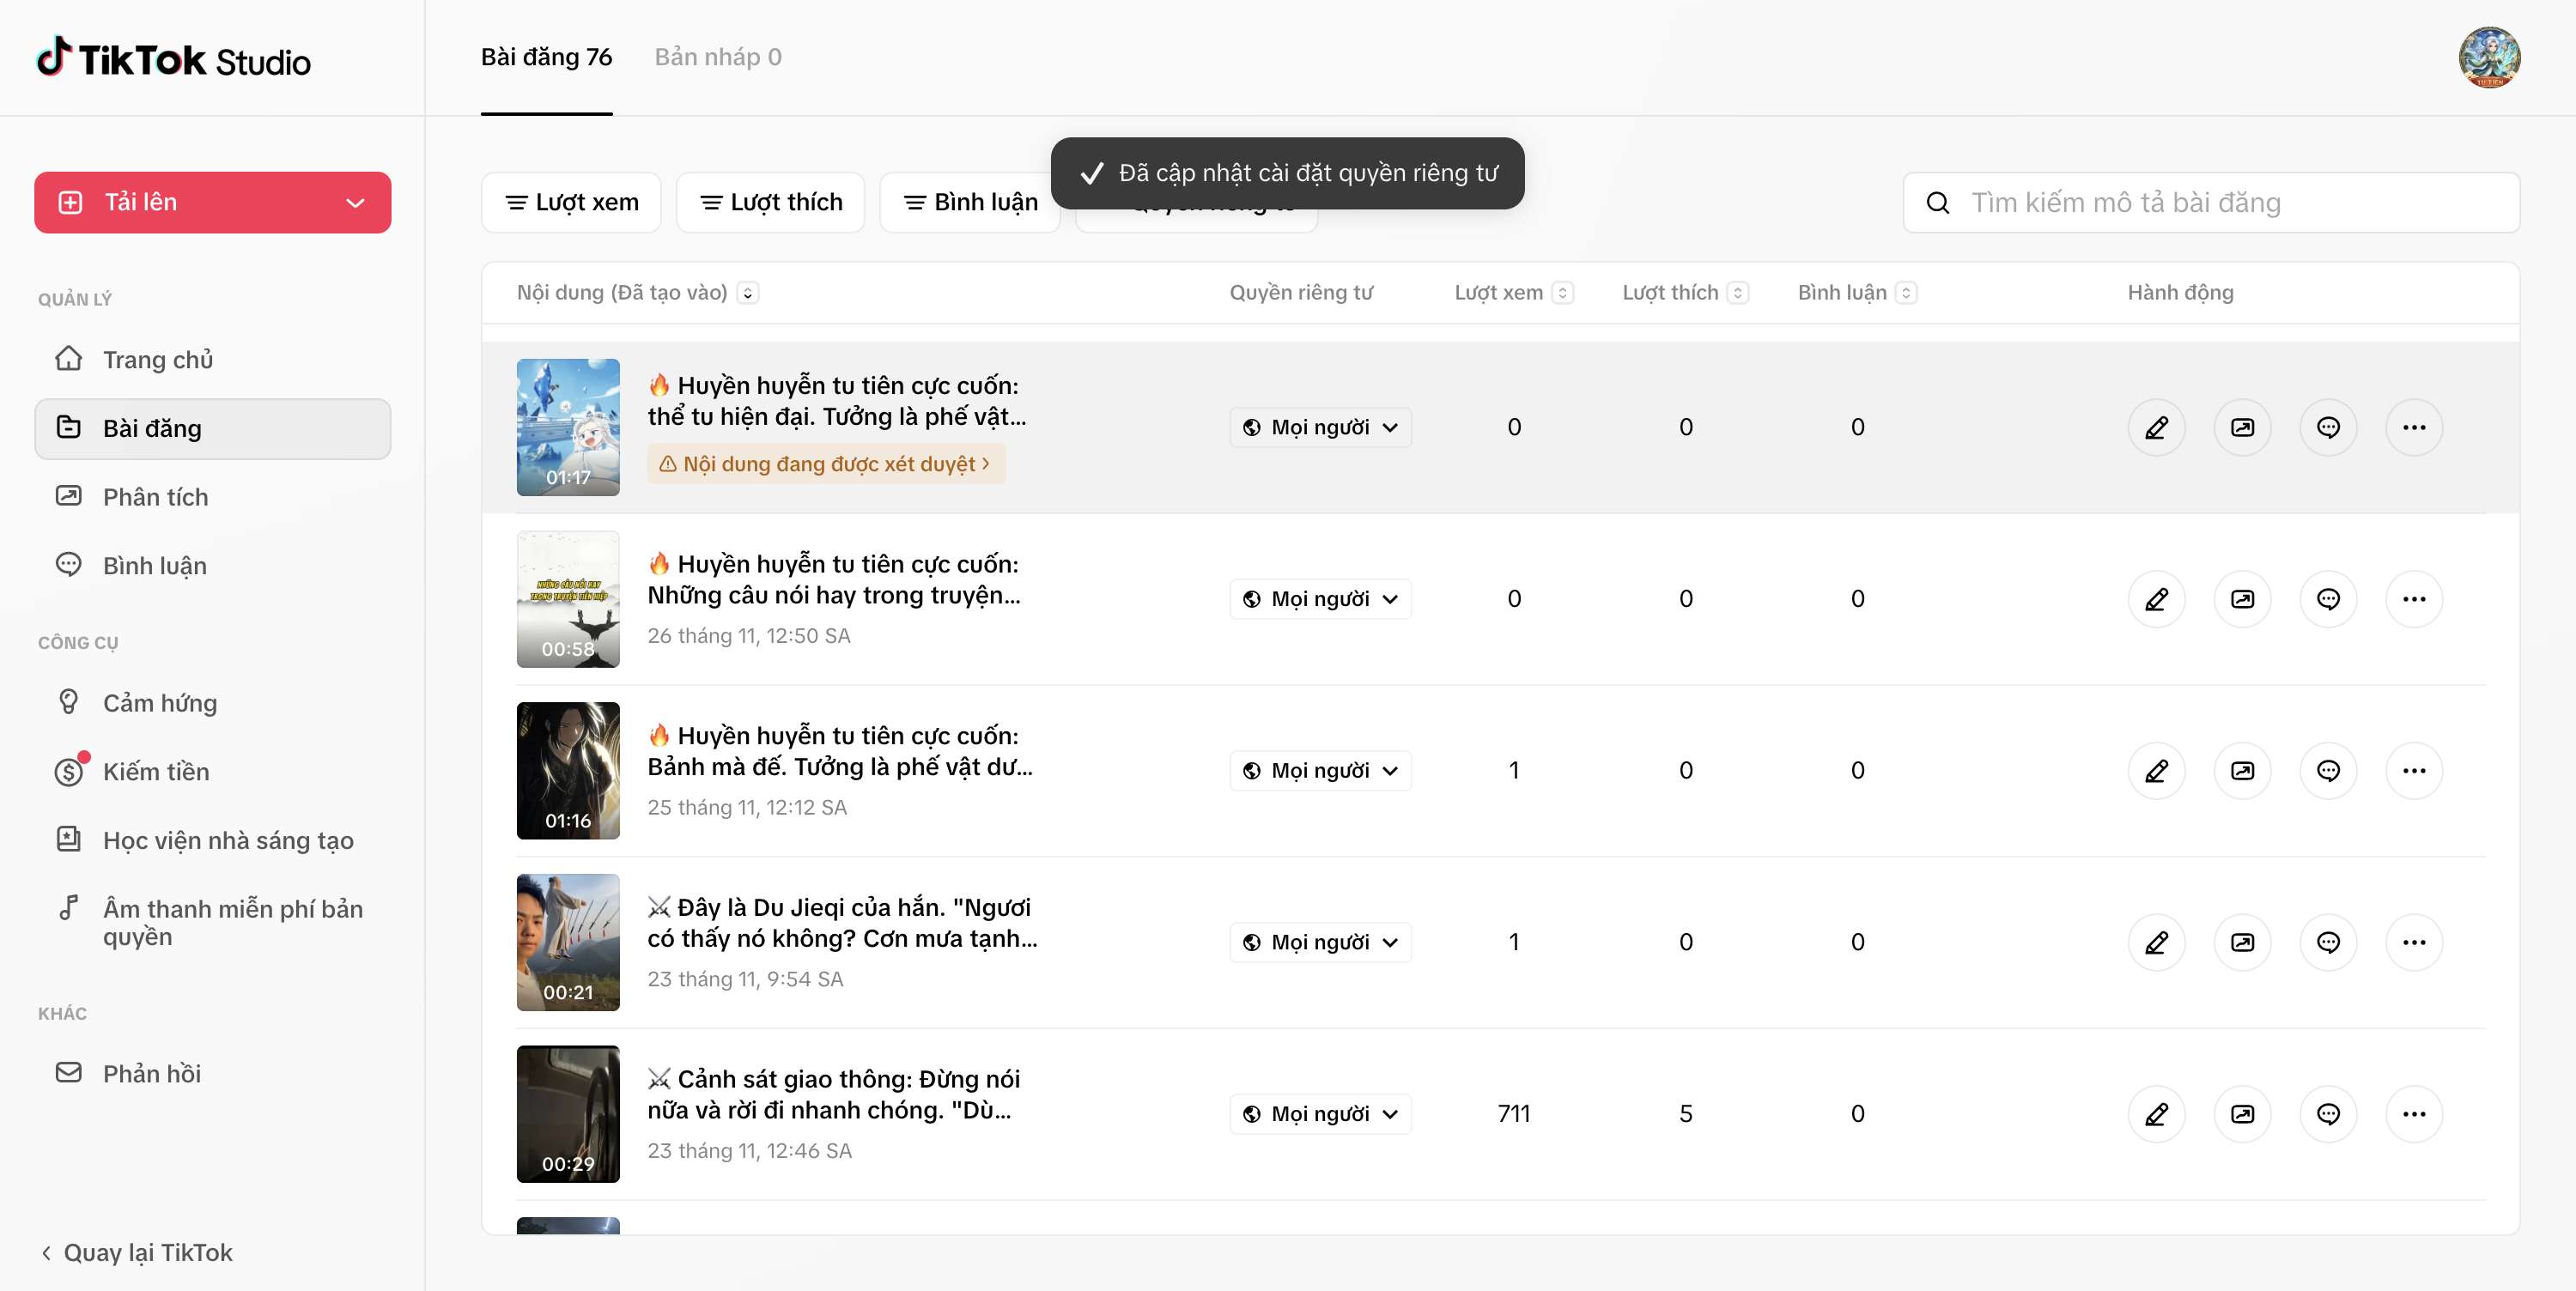 TikTok Studio
Bài đăng 76
Bản nháp 0
Đã cập nhật cài đặt quyền riêng tư
Tải lên
Lượt xem
Lượt thích
Bình luận
Tìm kiếm mô tả bài đăng
QUẢN LÝ
Trang chủ
Bài đăng
Phân tích
Bình luận
CÔNG CỤ
Cảm hứng
Kiếm tiền
Học viện nhà sáng tạo
Âm thanh miễn phí bản
quyền
KHÁC
Phản hồi
Quay lại TikTok
Nội dung (Đã tạo vào)
Quyền riêng tư
Lượt xem
Lượt thích
Bình luận
Hành động
01:17
🔥 Huyền huyễn tu tiên cực cuốn:
thể tu hiện đại. Tưởng là phế vật...
Nội dung đang được xét duyệt
Mọi người
0
0
0
NHỮNG CÂU NÓI HAY
TRONG TRUYỆN TIÊN HIỆP
00:58
🔥 Huyền huyễn tu tiên cực cuốn:
Những câu nói hay trong truyện...
26 tháng 11, 12:50 SA
Mọi người
0
0
0
01:16
🔥 Huyền huyễn tu tiên cực cuốn:
Bảnh mà đế. Tưởng là phế vật dư...
25 tháng 11, 12:12 SA
Mọi người
1
0
0
00:21
⚔ Đây là Du Jieqi của hắn. "Ngươi
có thấy nó không? Cơn mưa tạnh...
23 tháng 11, 9:54 SA
Mọi người
1
0
0
00:29
⚔ Cảnh sát giao thông: Đừng nói
nữa và rời đi nhanh chóng. "Dù...
23 tháng 11, 12:46 SA
Mọi người
711
5
0
TU TIÊN